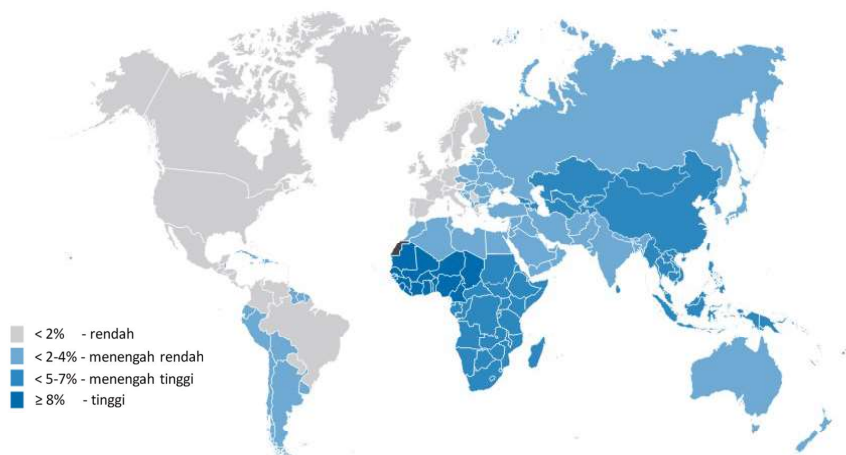 < 2% - rendah
< 2-4% - menengah rendah
< 5-7% - menengah tinggi
≥ 8% - tinggi